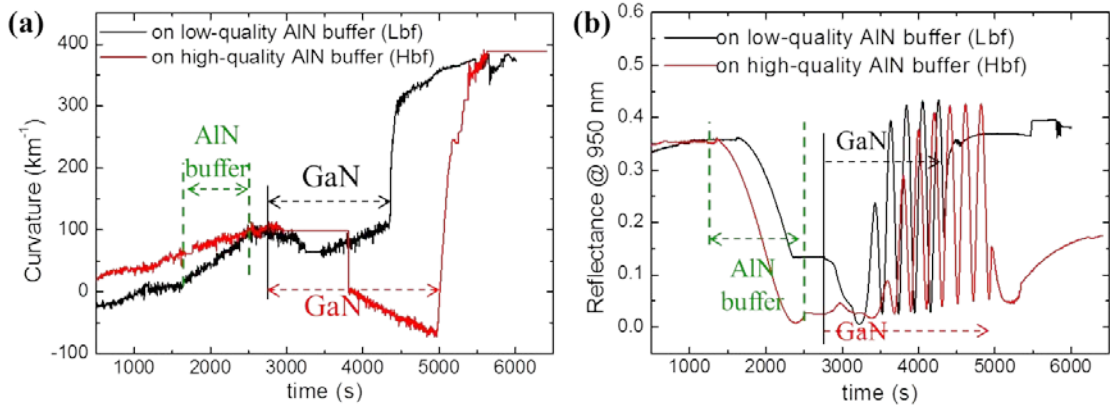 (a)
400
300
200
100
0
-100
Curvature (km⁻¹)
on low-quality AlN buffer (Lbf)
on high-quality AlN buffer (Hbf)
AlN
buffer
GaN
GaN
1000 2000 3000 4000 5000 6000
time (s)
(b)
0.6
0.5
0.4
0.3
0.2
0.1
0.0
Reflectance @ 950 nm
on low-quality AlN buffer (Lbf)
on high-quality AlN buffer (Hbf)
GaN
AlN
buffer
GaN
1000 2000 3000 4000 5000 6000
time (s)